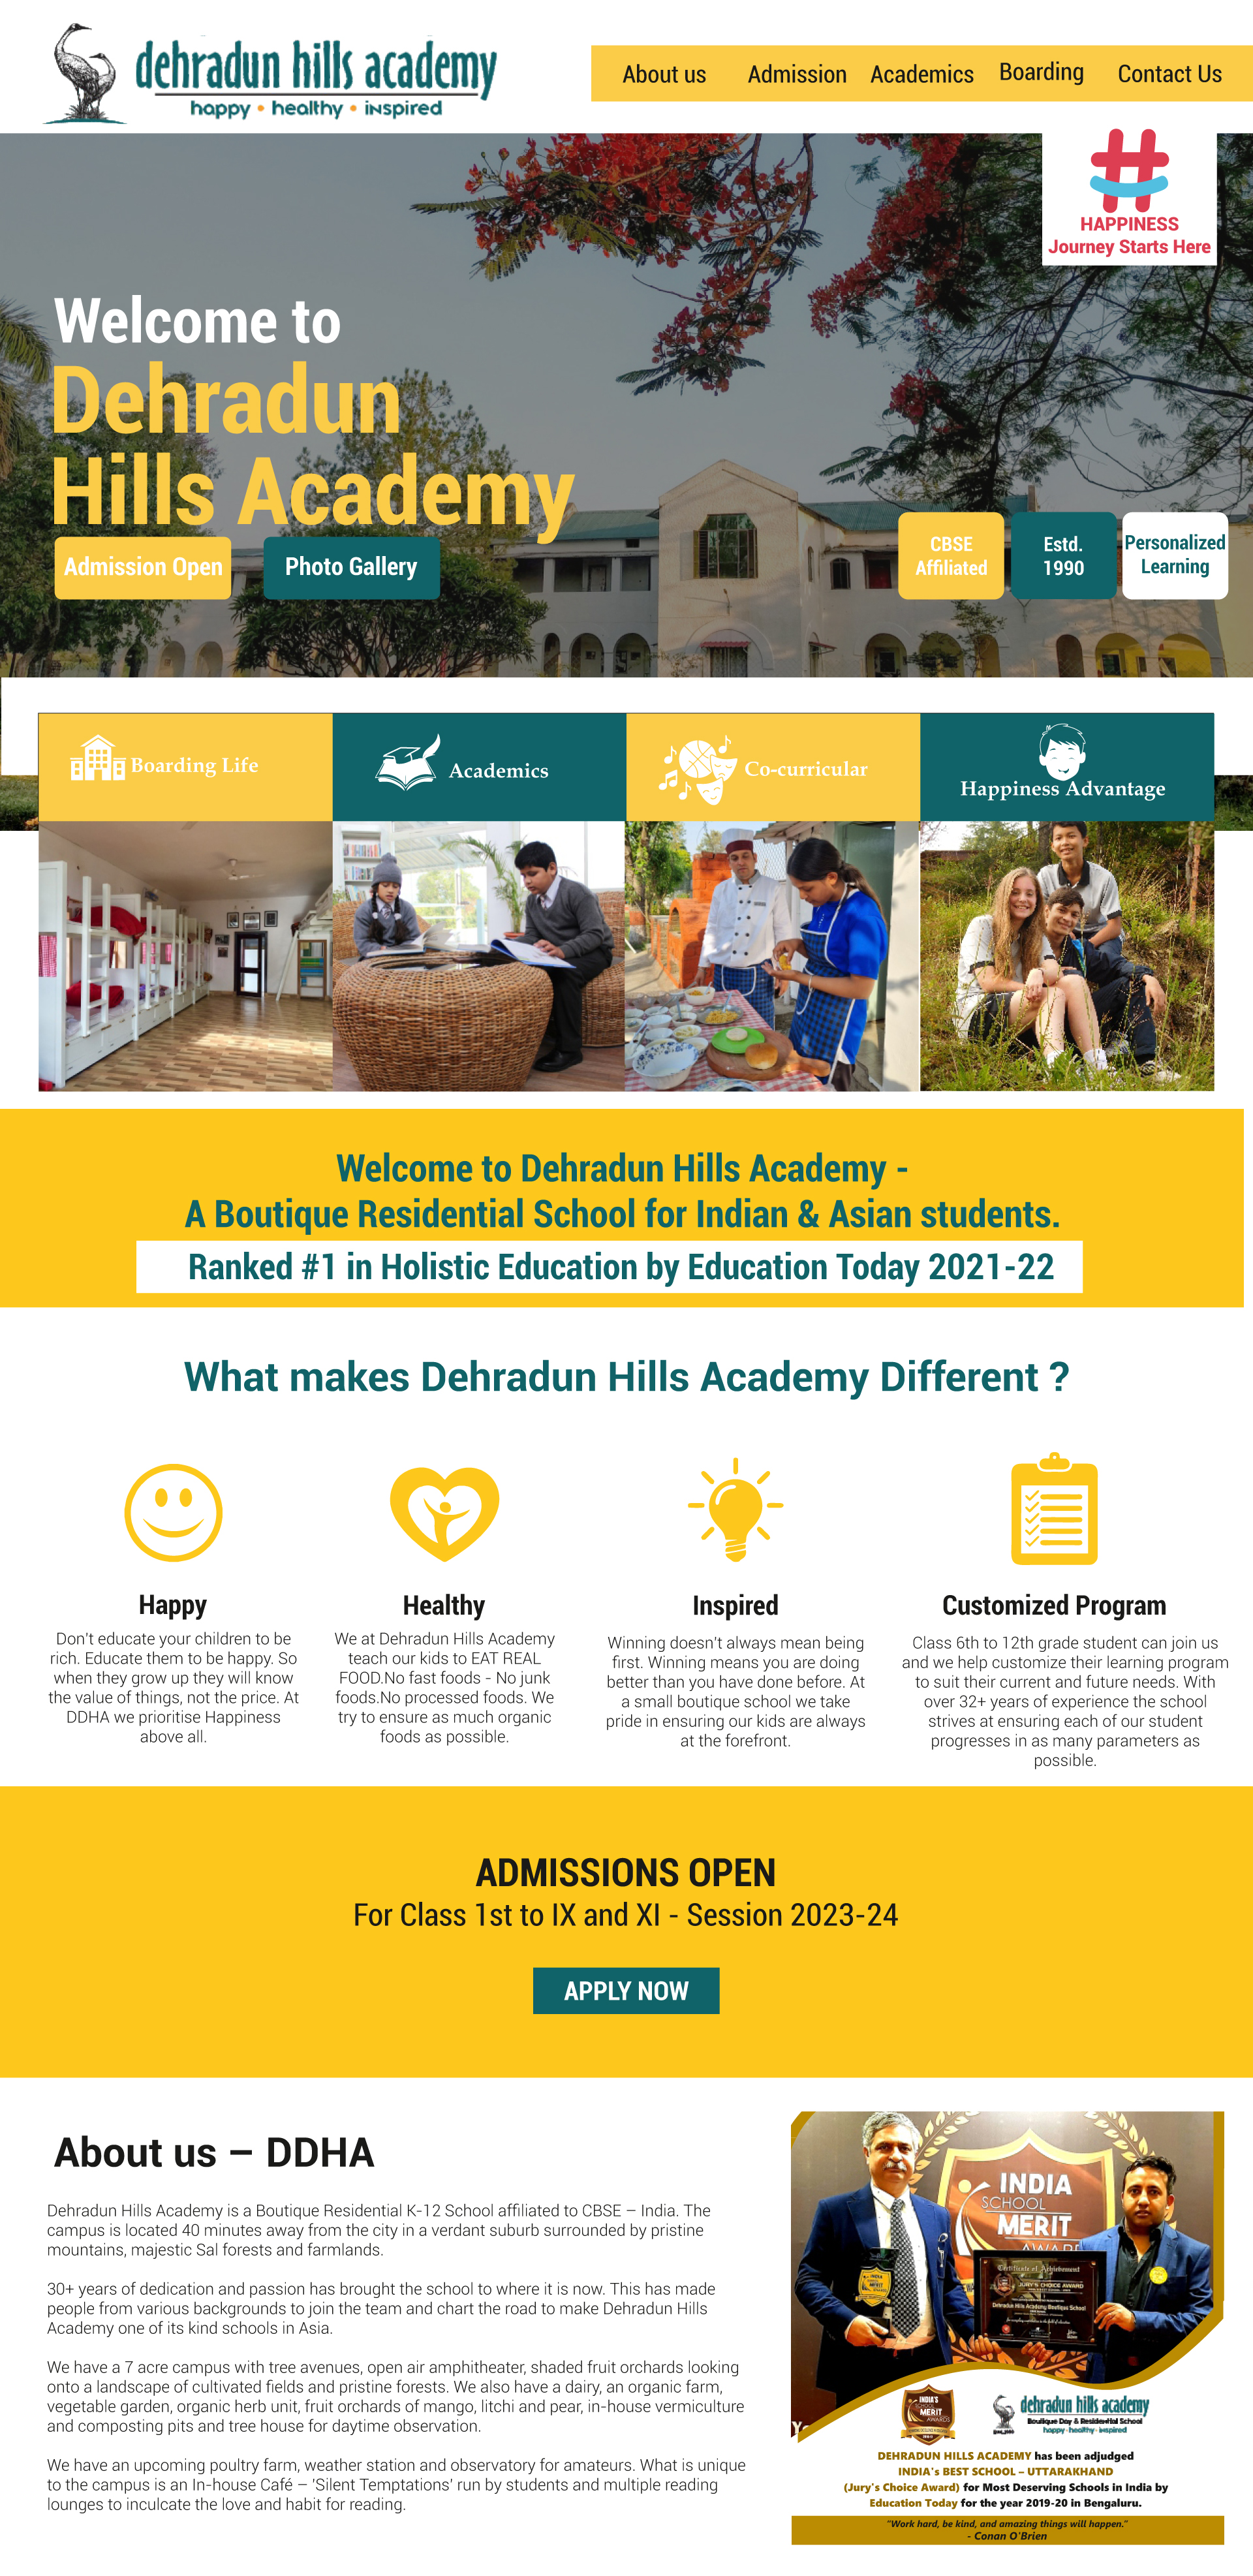 dehradun hills academy
happy • healthy • inspired
About us Admission Academics Boarding Contact Us
HAPPINESS
Journey Starts Here
Welcome to
Dehradun
Hills Academy
Admission Open
Photo Gallery
CBSE
Affiliated
Estd.
1990
Personalized
Learning
Boarding Life
Academics
Co-curricular
Happiness Advantage
Welcome to Dehradun Hills Academy -
A Boutique Residential School for Indian & Asian students.
Ranked #1 in Holistic Education by Education Today 2021-22
What makes Dehradun Hills Academy Different ?
Happy
Don't educate your children to be
rich. Educate them to be happy. So
when they grow up they will know
the value of things, not the price. At
DDHA we prioritise Happiness
above all.
Healthy
We at Dehradun Hills Academy
teach our kids to EAT REAL
FOOD.No fast foods - No junk
foods.No processed foods. We
try to ensure as much organic
foods as possible.
Inspired
Winning doesn't always mean being
first. Winning means you are doing
better than you have done before. At
a small boutique school we take
pride in ensuring our kids are always
at the forefront.
Customized Program
Class 6th to 12th grade student can join us
and we help customize their learning program
to suit their current and future needs. With
over 32+ years of experience the school
strives at ensuring each of our student
progresses in as many parameters as
possible.
ADMISSIONS OPEN
For Class 1st to IX and XI - Session 2023-24
APPLY NOW
About us – DDHA
Dehradun Hills Academy is a Boutique Residential K-12 School affiliated to CBSE – India. The
campus is located 40 minutes away from the city in a verdant suburb surrounded by pristine
mountains, majestic Sal forests and farmlands.
30+ years of dedication and passion has brought the school to where it is now. This has made
people from various backgrounds to join the team and chart the road to make Dehradun Hills
Academy one of its kind schools in Asia.
We have a 7 acre campus with tree avenues, open air amphitheater, shaded fruit orchards looking
onto a landscape of cultivated fields and pristine forests. We also have a dairy, an organic farm,
vegetable garden, organic herb unit, fruit orchards of mango, litchi and pear, in-house vermiculture
and composting pits and tree house for daytime observation.
We have an upcoming poultry farm, weather station and observatory for amateurs. What is unique
to the campus is an In-house Café – 'Silent Temptations' run by students and multiple reading
lounges to inculcate the love and habit for reading.
INDIA
SCHOOL
MERIT
AWARD
Certificate of Achievement
JURY'S CHOICE AWARD
Dehradun Hills Academy Boutique School
INDIA'S
SCHOOL
MERIT
AWARDS
dehradun hills academy
Boutique Day & Residential School
happy · healthy · inspired
DEHRADUN HILLS ACADEMY has been adjudged
INDIA's BEST SCHOOL – UTTARAKHAND
(Jury's Choice Award) for Most Deserving Schools in India by
Education Today for the year 2019-20 in Bengaluru.
"Work hard, be kind, and amazing things will happen."
- Conan O'Brien